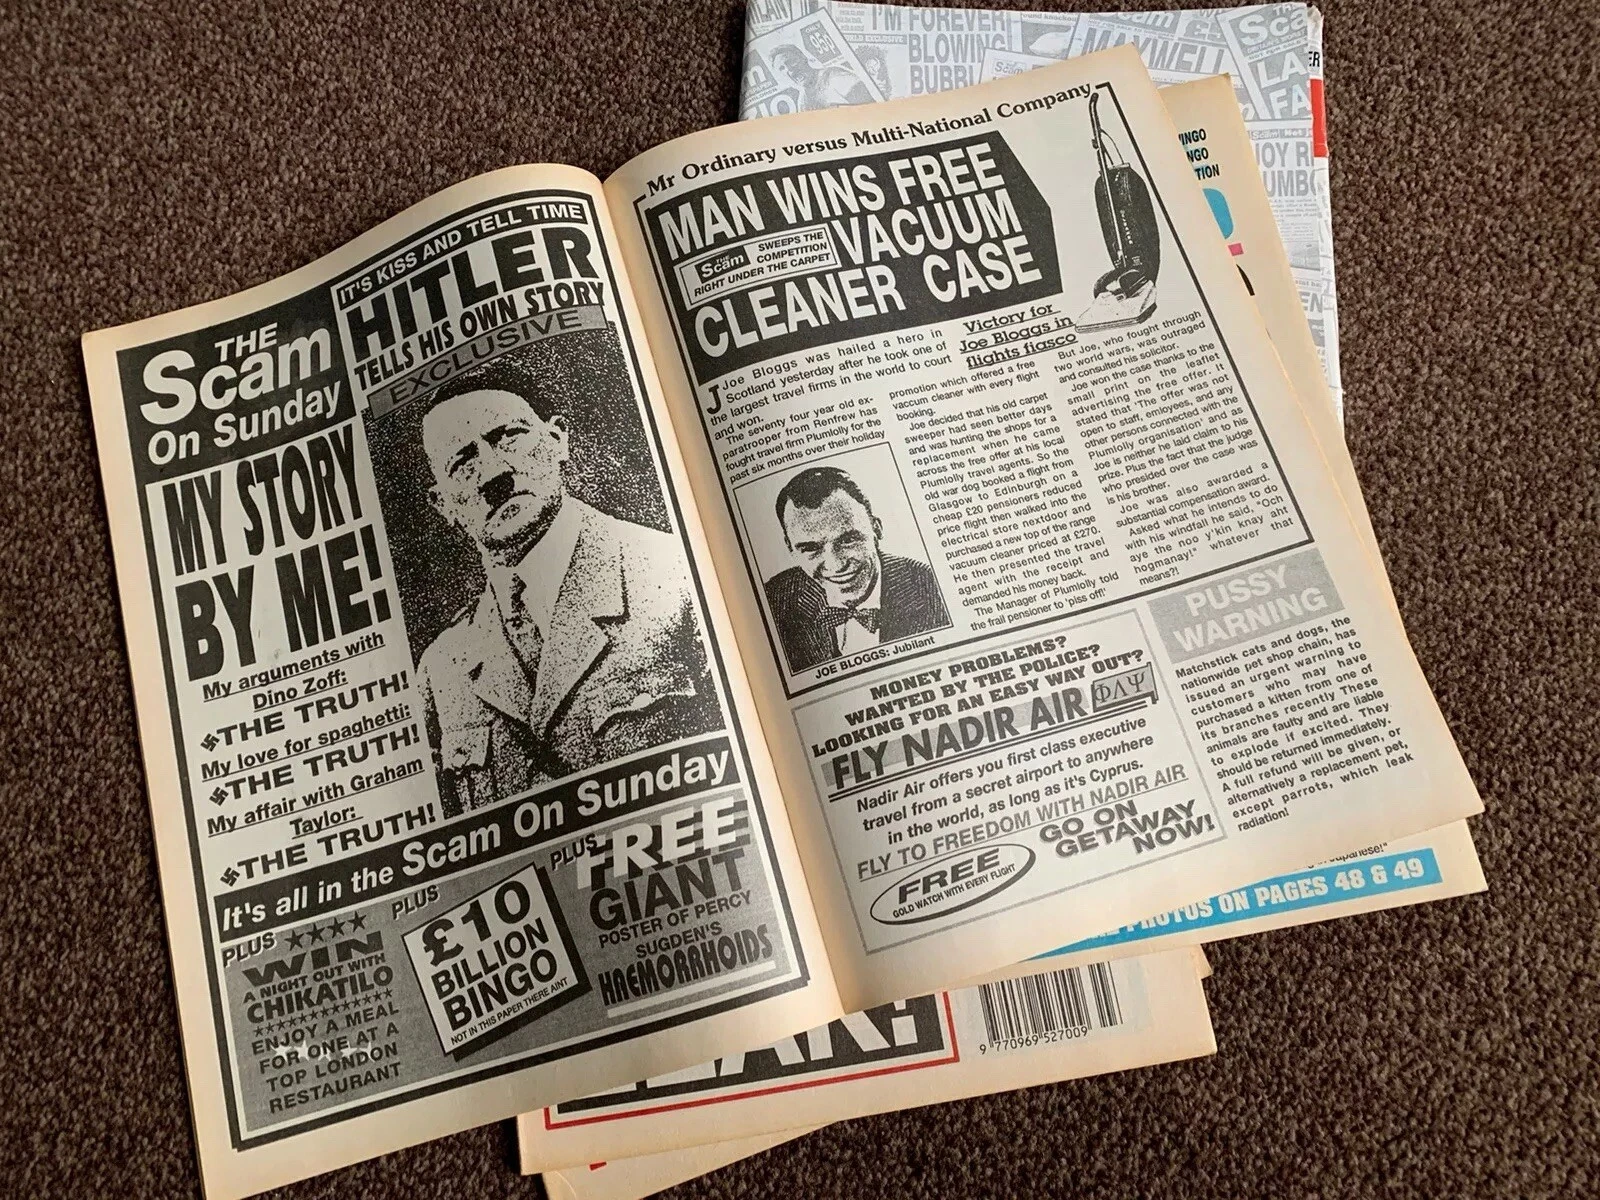 THE
Scam
On Sunday
IT'S KISS AND TELL TIME
HITLER
TELLS HIS OWN STORY
EXCLUSIVE
MY STORY
BY ME!
My arguments with
Dino Zoff:
THE TRUTH!
My love for spaghetti:
THE TRUTH!
My affair with Graham
Taylor:
THE TRUTH!
It's all in the Scam On Sunday
PLUS
WIN
A NIGHT OUT WITH
CHIKATILO
ENJOY A MEAL
FOR ONE AT A
TOP LONDON
RESTAURANT
PLUS
£10
BILLION
BINGO
NOT IN THIS PAPER THERE AINT
PLUS
FREE
GIANT
POSTER OF PERCY
SUGDEN'S
HAEMORRHOIDS
Mr Ordinary versus Multi-National Company
MAN WINS FREE
VACUUM
CLEANER CASE
THE
Scam
SWEEPS THE
COMPETITION
RIGHT UNDER THE CARPET
Victory for
Joe Bloggs in
flights fiasco
J Joe Bloggs was hailed a hero in
Scotland yesterday after he took one of
the largest travel firms in the world to court
and won.
The seventy four year old ex-
paratrooper from Renfrew has
fought travel firm Plumlolly for the
past six months over their holiday
JOE BLOGGS: Jubilant
promotion which offered a free
vaccum cleaner with every flight
booking.
Joe decided that his old carpet
sweeper had seen better days
and was hunting the shops for a
replacement when he came
across the free offer at his local
Plumlolly travel agents. So the
old war dog booked a flight from
Glasgow to Edinburgh on a
cheap £20 pensioners reduced
price flight then walked into the
electrical store nextdoor and
purchased a new top of the range
vacuum cleaner priced at £270.
He then presented the travel
agent with the receipt and
demanded his money back.
The Manager of Plumlolly told
the frail pensioner to 'piss off!'
But Joe, who fought through
two world wars, was outraged
and consulted his solicitor.
Joe won the case thanks to the
small print on the leaflet
advertising the free offer. It
stated that 'The offer was not
open to staff, emloyess, and any
other persons connected with the
Plumlolly organisation' and as
Joe is neither he laid claim to his
prize. Plus the fact that the judge
who presided over the case was
is his brother.
Joe was also awarded a
substantial compensation award.
Asked what he intends to do
with his windfall he said, "Och
aye the noo y'kin knay aht
hogmanay!" whatever that
means?!
MONEY PROBLEMS?
WANTED BY THE POLICE?
LOOKING FOR AN EASY WAY OUT?
FLY NADIR AIR
ΦΛΨ
Nadir Air offers you first class executive
travel from a secret airport to anywhere
in the world, as long as it's Cyprus.
FLY TO FREEDOM WITH NADIR AIR
FREE
GOLD WATCH WITH EVERY FLIGHT
GO ON
GETAWAY
NOW!
PUSSY
WARNING
Matchstick cats and dogs, the
nationwide pet shop chain, has
issued an urgent warning to
customers who may have
purchased a kitten from one of
its branches recently These
animals are faulty and are liable
to explode if excited. They
should be returned immediately.
A full refund will be given, or
alternatively a replacement pet,
except parrots, which leak
radiation!
PHOTOS ON PAGES 48 & 49
9 770969 527009
I'M FOREVER
BLOWING
MAXWELL
Scam